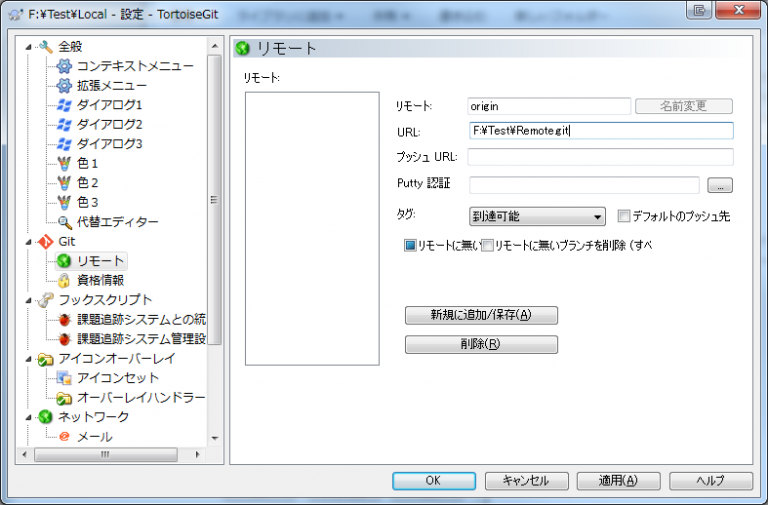 F:¥Test¥Local - 設定 - TortoiseGit
全般
コンテキストメニュー
拡張メニュー
ダイアログ1
ダイアログ2
ダイアログ3
色1
色2
色3
代替エディター
Git
リモート
資格情報
フックスクリプト
課題追跡システムとの統
課題追跡システム管理設
アイコンオーバーレイ
アイコンセット
オーバーレイハンドラー
ネットワーク
メール
リモート
リモート:
リモート: origin 名前変更
URL: F:¥Test¥Remote.git
プッシュ URL:
Putty 認証 ...
タグ: 到達可能 デフォルトのプッシュ先
リモートに無い リモートに無いブランチを削除 (すべ
新規に追加/保存(A)
削除(R)
OK キャンセル 適用(A) ヘルプ